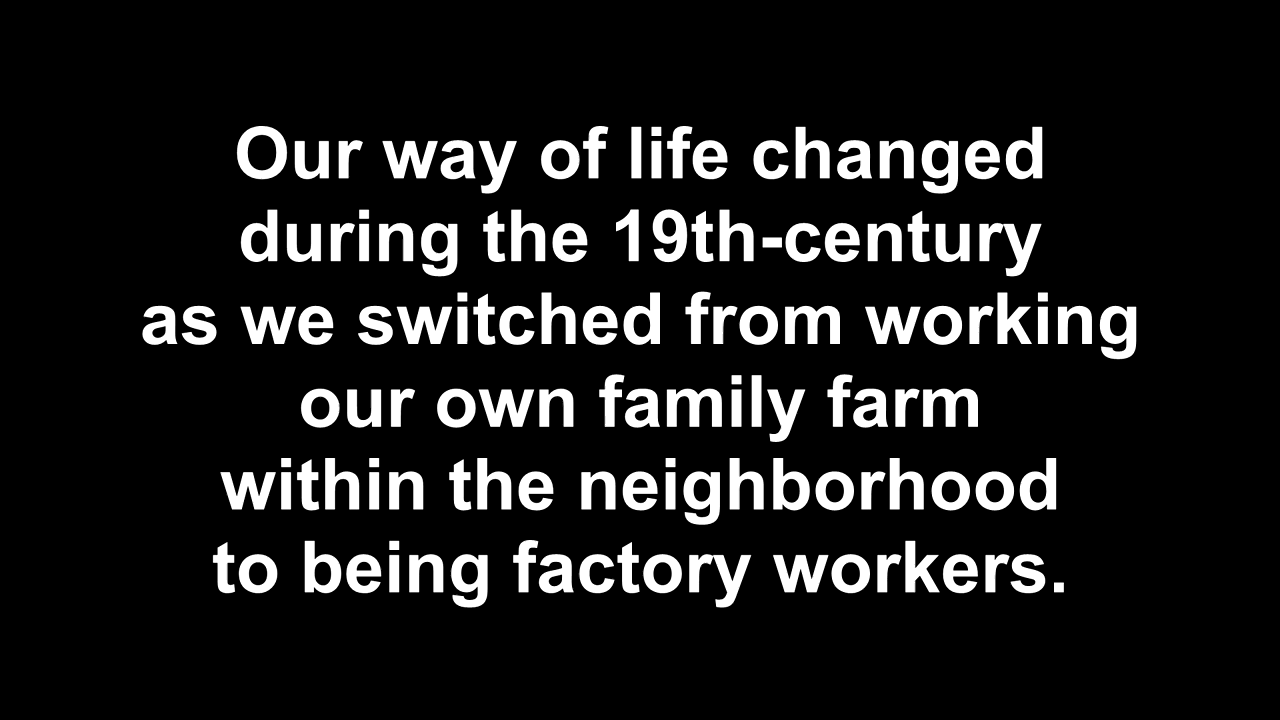 Our way of life changed
during the 19th-century
as we switched from working
our own family farm
within the neighborhood
to being factory workers.